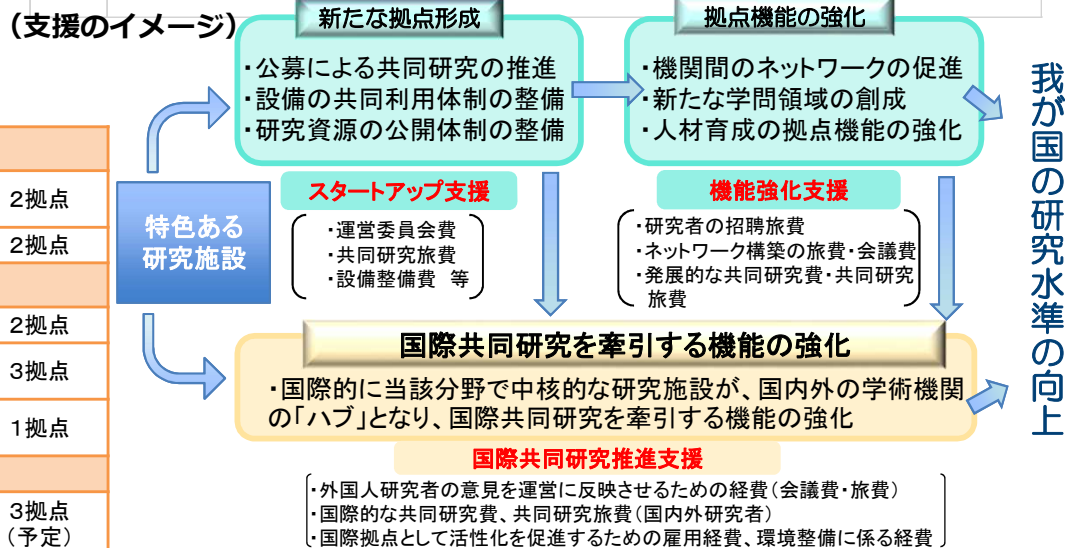 (支援のイメージ)
新たな拠点形成
・公募による共同研究の推進
・設備の共同利用体制の整備
・研究資源の公開体制の整備
拠点機能の強化
・機関間のネットワークの促進
・新たな学問領域の創成
・人材育成の拠点機能の強化
我が国の研究水準の向上
2拠点
2拠点
2拠点
3拠点
1拠点
3拠点
(予定)
特色ある
研究施設
スタートアップ支援
・運営委員会費
・共同研究旅費
・設備整備費 等
機能強化支援
・研究者の招聘旅費
・ネットワーク構築の旅費・会議費
・発展的な共同研究費・共同研究
旅費
国際共同研究を牽引する機能の強化
・国際的に当該分野で中核的な研究施設が、国内外の学術機関
の「ハブ」となり、国際共同研究を牽引する機能の強化
国際共同研究推進支援
・外国人研究者の意見を運営に反映させるための経費(会議費・旅費)
・国際的な共同研究費、共同研究旅費(国内外研究者)
・国際拠点として活性化を促進するための雇用経費、環境整備に係る経費